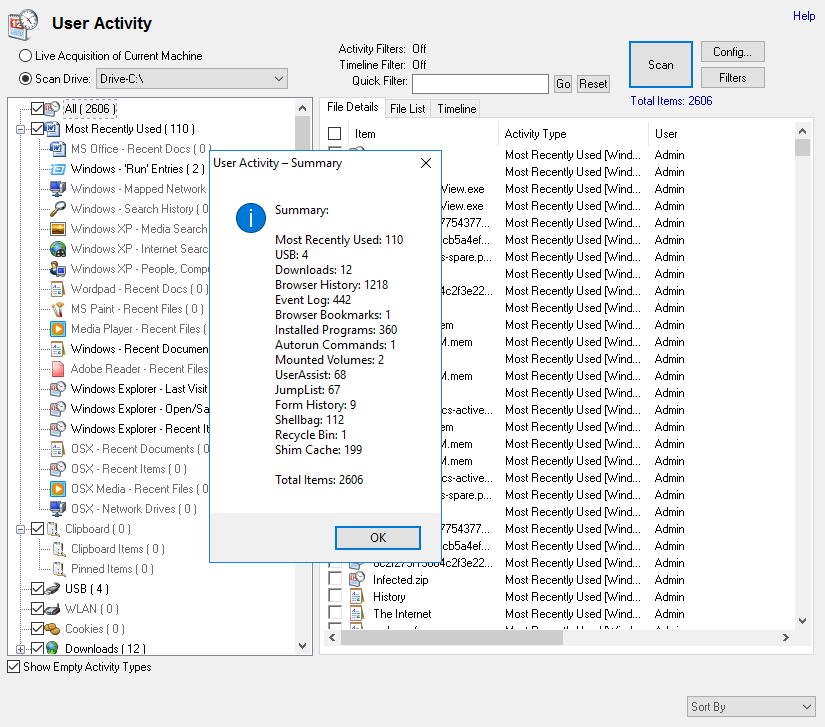 User Activity
Help
Live Acquisition of Current Machine
Scan Drive: Drive-C:\
Activity Filters: Off
Timeline Filter: Off
Quick Filter:
Go
Reset
Scan
Config...
Filters
Total Items: 2606
All ( 2606 )
Most Recently Used ( 110 )
MS Office - Recent Docs ( 0
Windows - 'Run' Entries ( 2 )
Windows - Mapped Network
Windows - Search History ( 0
Windows XP - Media Search
Windows XP - Internet Searc
Windows XP - People, Compu
Wordpad - Recent Docs ( 0 )
MS Paint - Recent Files ( 0 )
Media Player - Recent Files (
Windows - Recent Documen
Adobe Reader - Recent Files
Windows Explorer - Last Visit
Windows Explorer - Open/Sa
Windows Explorer - Recent It
OSX - Recent Documents ( 0
OSX - Recent Items ( 0 )
OSX Media - Recent Files ( 0
OSX - Network Drives ( 0 )
Clipboard ( 0 )
Clipboard Items ( 0 )
Pinned Items ( 0 )
USB ( 4 )
WLAN ( 0 )
Cookies ( 0 )
Downloads ( 12 )
Show Empty Activity Types
User Activity – Summary
Summary:
Most Recently Used: 110
USB: 4
Downloads: 12
Browser History: 1218
Event Log: 442
Browser Bookmarks: 1
Installed Programs: 360
Autorun Commands: 1
Mounted Volumes: 2
UserAssist: 68
JumpList: 67
Form History: 9
Shellbag: 112
Recycle Bin: 1
Shim Cache: 199
Total Items: 2606
OK
File Details
File List
Timeline
Item Activity Type User
Most Recently Used [Wind... Admin
Most Recently Used [Wind... Admin
View.exe Most Recently Used [Wind... Admin
View.exe Most Recently Used [Wind... Admin
7754377... Most Recently Used [Wind... Admin
cb5a4ef... Most Recently Used [Wind... Admin
s-spare.p... Most Recently Used [Wind... Admin
Most Recently Used [Wind... Admin
4c2f3e22... Most Recently Used [Wind... Admin
Most Recently Used [Wind... Admin
em Most Recently Used [Wind... Admin
M.mem Most Recently Used [Wind... Admin
Most Recently Used [Wind... Admin
M.mem Most Recently Used [Wind... Admin
Most Recently Used [Wind... Admin
cs-active... Most Recently Used [Wind... Admin
em Most Recently Used [Wind... Admin
M.mem Most Recently Used [Wind... Admin
M.mem Most Recently Used [Wind... Admin
cs-active... Most Recently Used [Wind... Admin
s-spare.p... Most Recently Used [Wind... Admin
Most Recently Used [Wind... Admin
7754377... Most Recently Used [Wind... Admin
cb5a4ef... Most Recently Used [Wind... Admin
Most Recently Used [Wind... Admin
Infected.zip Most Recently Used [Wind... Admin
History Most Recently Used [Wind... Admin
The Internet Most Recently Used [Wind... Admin
Sort By